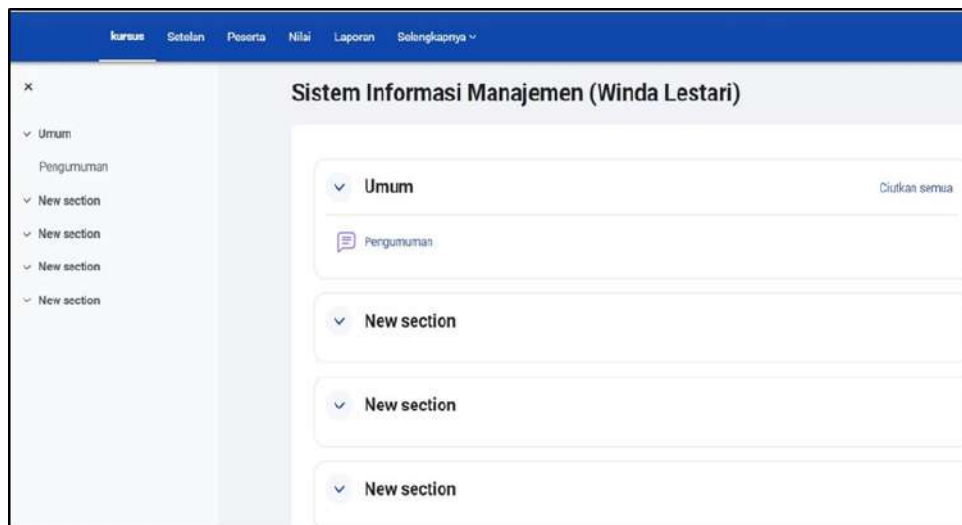 kursus Setelan Peserta Nilai Laporan Selengkapnya
Sistem Informasi Manajemen (Winda Lestari)
Umum
Pengumuman
New section
New section
New section
New section
Umum Ciutkan semua
Pengumuman
New section
New section
New section